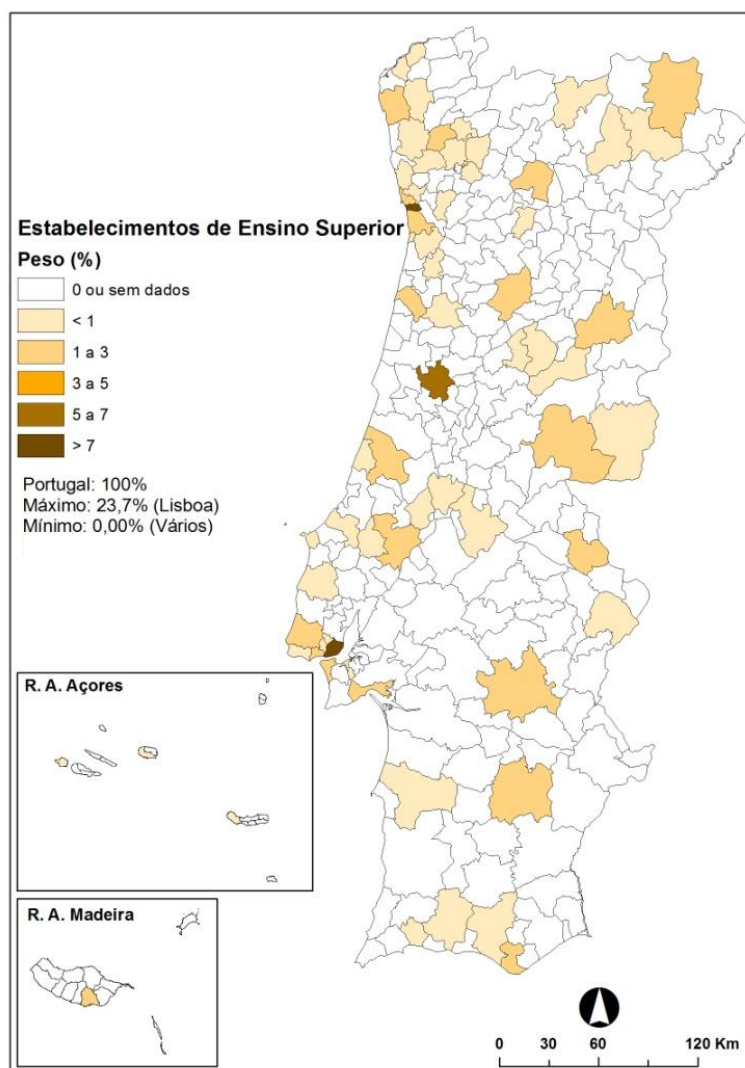 Estabelecimentos de Ensino Superior
Peso (%)
0 ou sem dados
< 1
1 a 3
3 a 5
5 a 7
> 7
Portugal: 100%
Máximo: 23,7% (Lisboa)
Mínimo: 0,00% (Vários)
R. A. Açores
R. A. Madeira
0 30 60 120 Km